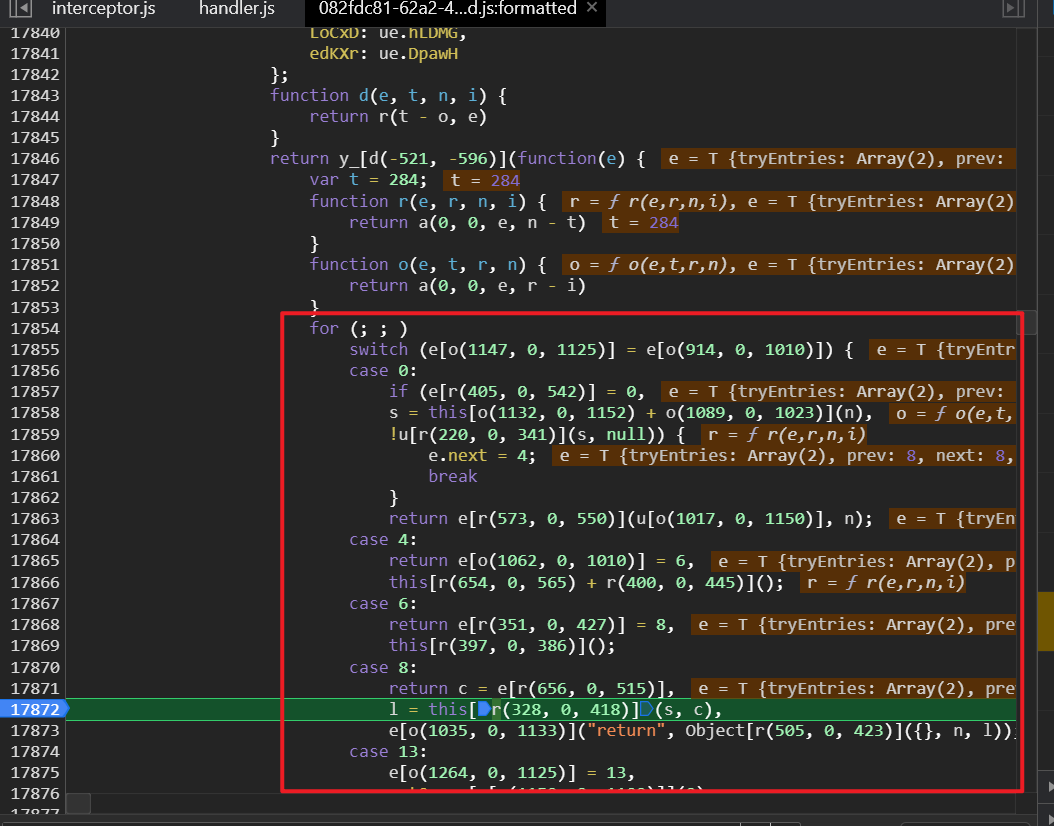 interceptor.js handler.js 082fdc81-62a2-4...d.js:formatted ×
17840 LoCxD: ue.hLDMG,
17841 edKXr: ue.DpawH
17842 };
17843 function d(e, t, n, i) {
17844 return r(t - o, e)
17845 }
17846 return y_[d(-521, -596)](function(e) { e = T {tryEntries: Array(2), prev:
17847 var t = 284; t = 284
17848 function r(e, r, n, i) { r = ƒ r(e,r,n,i), e = T {tryEntries: Array(2)
17849 return a(0, 0, e, n - t) t = 284
17850 }
17851 function o(e, t, r, n) { o = ƒ o(e,t,r,n), e = T {tryEntries: Array(2)
17852 return a(0, 0, e, r - i)
17853 }
17854 for (; ; )
17855 switch (e[o(1147, 0, 1125)] = e[o(914, 0, 1010)]) { e = T {tryEntr
17856 case 0:
17857 if (e[r(405, 0, 542)] = 0, e = T {tryEntries: Array(2), prev:
17858 s = this[o(1132, 0, 1152) + o(1089, 0, 1023)](n), o = ƒ o(e,t,
17859 !u[r(220, 0, 341)](s, null)) { r = ƒ r(e,r,n,i)
17860 e.next = 4; e = T {tryEntries: Array(2), prev: 8, next: 8,
17861 break
17862 }
17863 return e[r(573, 0, 550)](u[o(1017, 0, 1150)], n); e = T {tryEn
17864 case 4:
17865 return e[o(1062, 0, 1010)] = 6, e = T {tryEntries: Array(2), p
17866 this[r(654, 0, 565) + r(400, 0, 445)](); r = ƒ r(e,r,n,i)
17867 case 6:
17868 return e[r(351, 0, 427)] = 8, e = T {tryEntries: Array(2), pre
17869 this[r(397, 0, 386)]();
17870 case 8:
17871 return c = e[r(656, 0, 515)], e = T {tryEntries: Array(2), pre
17872 l = this[r(328, 0, 418)](s, c),
17873 e[o(1035, 0, 1133)]("return", Object[r(505, 0, 423)]({}, n, l));
17874 case 13:
17875 e[o(1264, 0, 1125)] = 13,
17876
17877